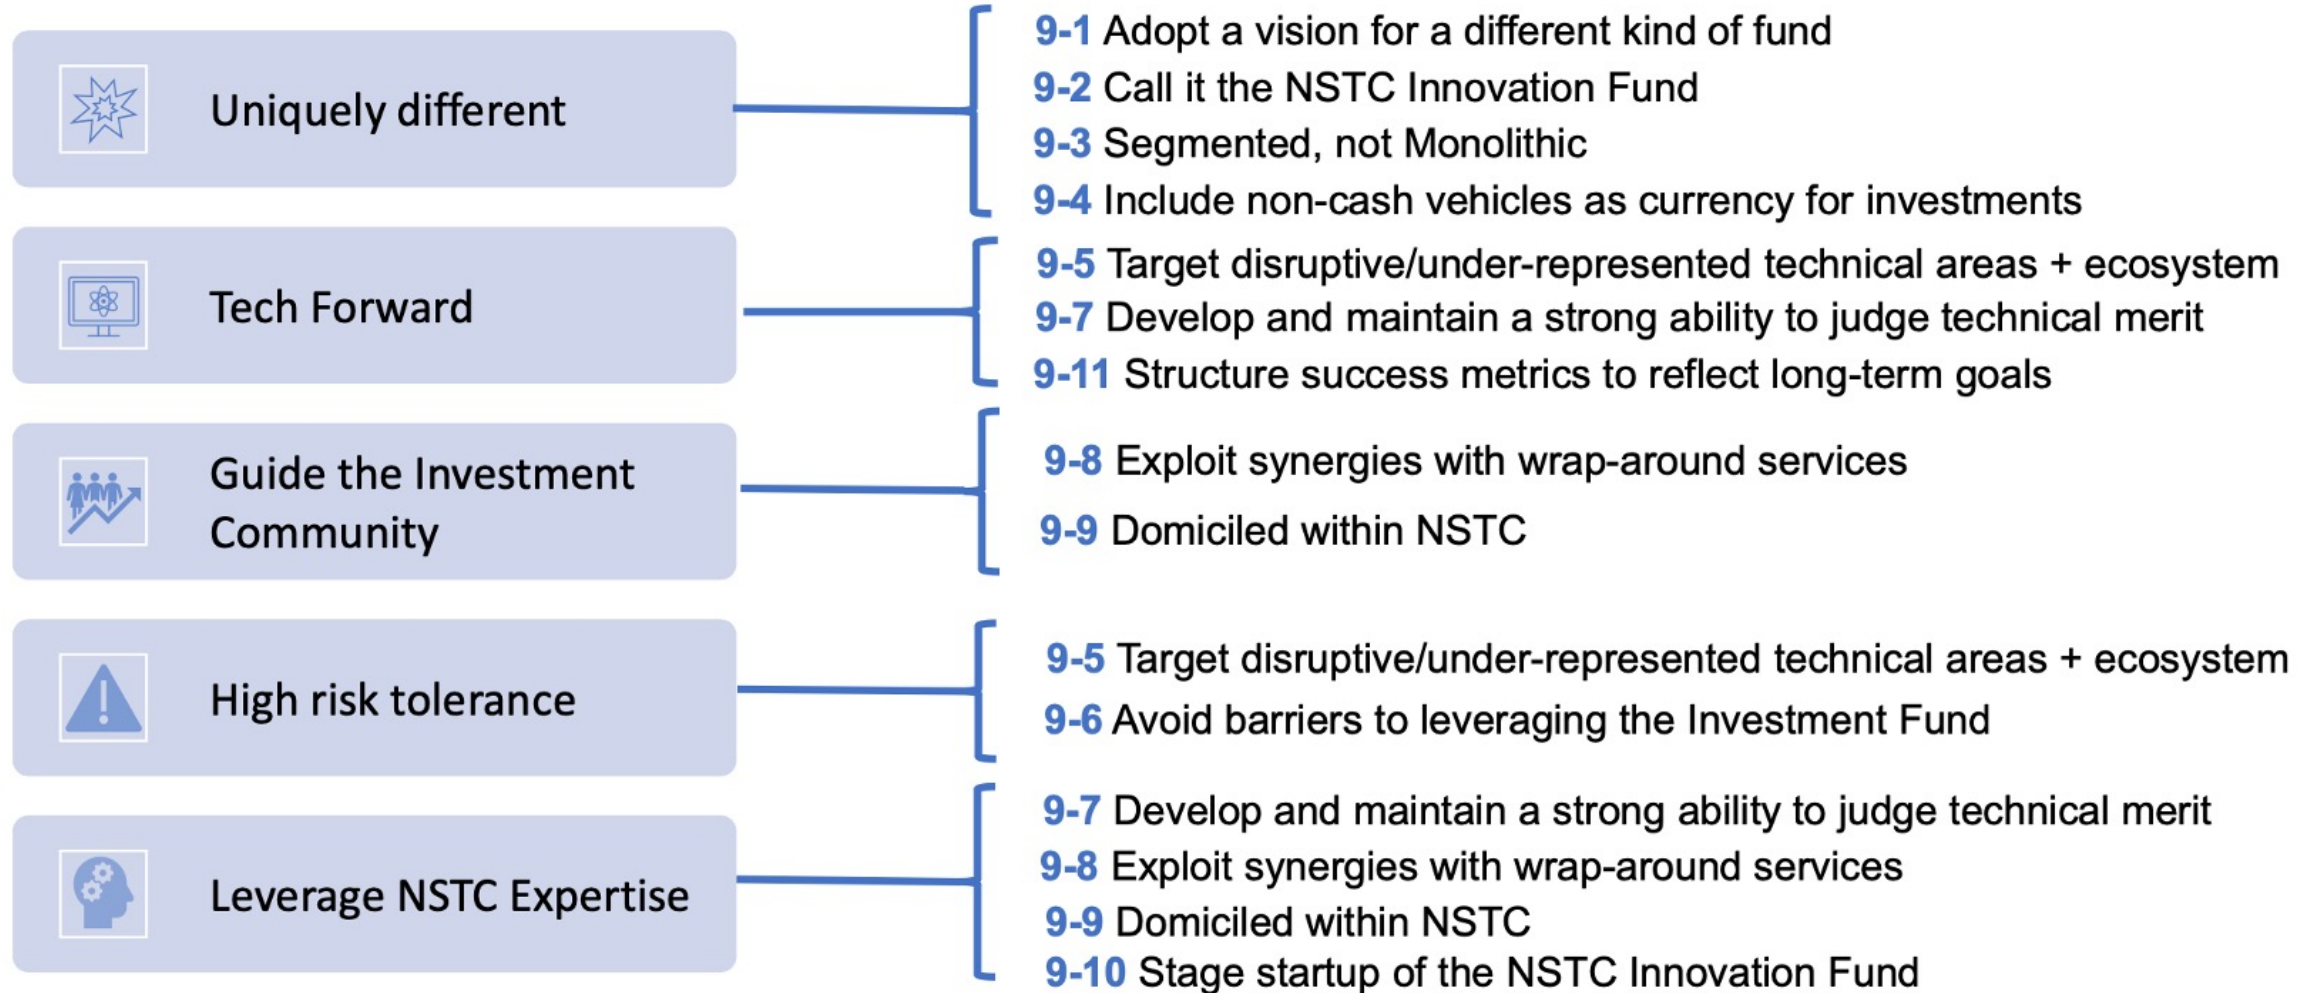 Uniquely different
9-1 Adopt a vision for a different kind of fund
9-2 Call it the NSTC Innovation Fund
9-3 Segmented, not Monolithic
9-4 Include non-cash vehicles as currency for investments
Tech Forward
9-5 Target disruptive/under-represented technical areas + ecosystem
9-7 Develop and maintain a strong ability to judge technical merit
9-11 Structure success metrics to reflect long-term goals
Guide the Investment
Community
9-8 Exploit synergies with wrap-around services
9-9 Domiciled within NSTC
High risk tolerance
9-5 Target disruptive/under-represented technical areas + ecosystem
9-6 Avoid barriers to leveraging the Investment Fund
Leverage NSTC Expertise
9-7 Develop and maintain a strong ability to judge technical merit
9-8 Exploit synergies with wrap-around services
9-9 Domiciled within NSTC
9-10 Stage startup of the NSTC Innovation Fund